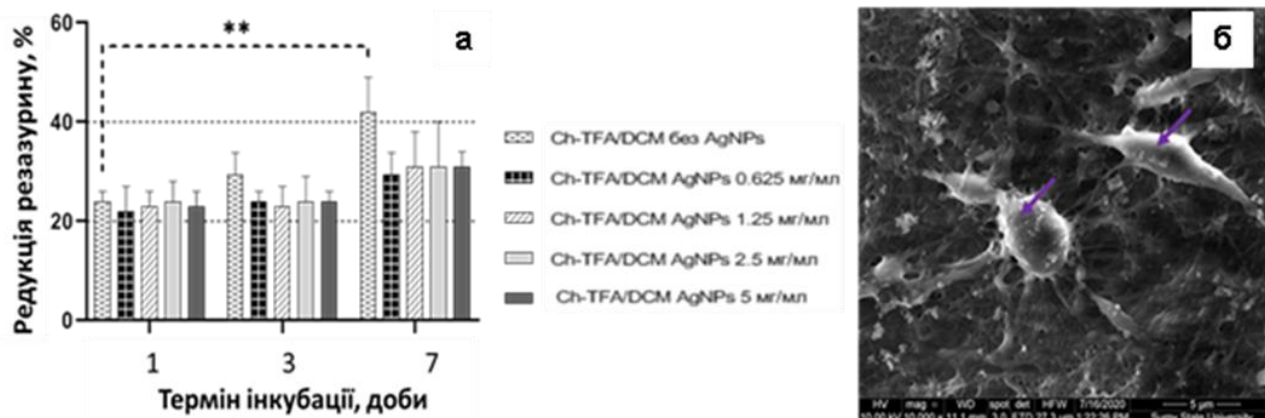 60
40
20
0
**
а
Редукція резазурину, %
1 3 7
Термін інкубації, доби
Ch-TFA/DCM без AgNPs
Ch-TFA/DCM AgNPs 0.625 мг/мл
Ch-TFA/DCM AgNPs 1.25 мг/мл
Ch-TFA/DCM AgNPs 2.5 мг/мл
Ch-TFA/DCM AgNPs 5 мг/мл
б
HV mag WD spot det HFW 7/16/2020
5 µm